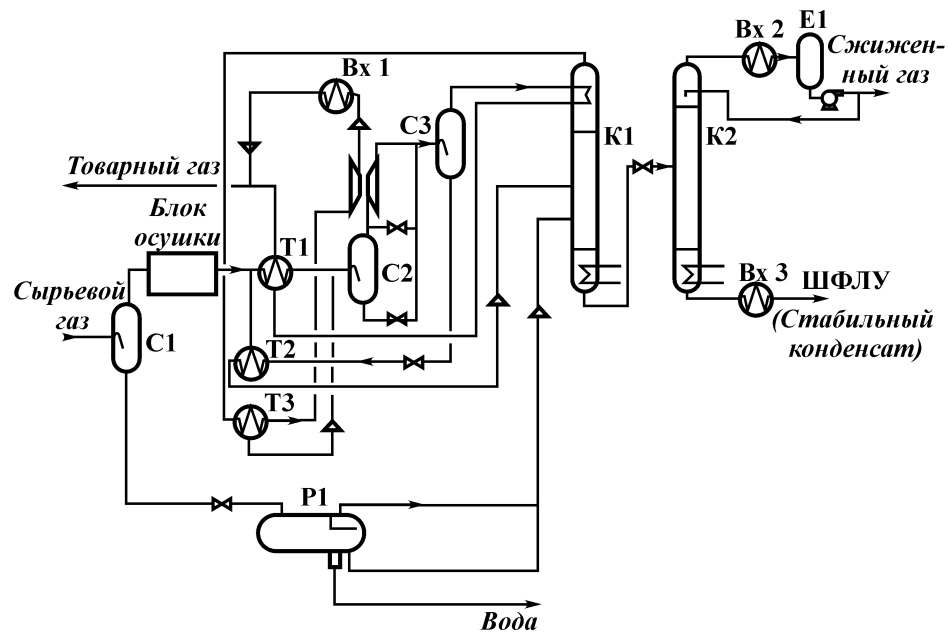 Вх 2
Е1
Сжижен-
ный газ
Вх 1
С3
К1
К2
Товарный газ
Блок
осушки
Т1
С2
Сырьевой
газ
С1
Вх 3
ШФЛУ
(Стабильный
конденсат)
Т2
Т3
Р1
Вода